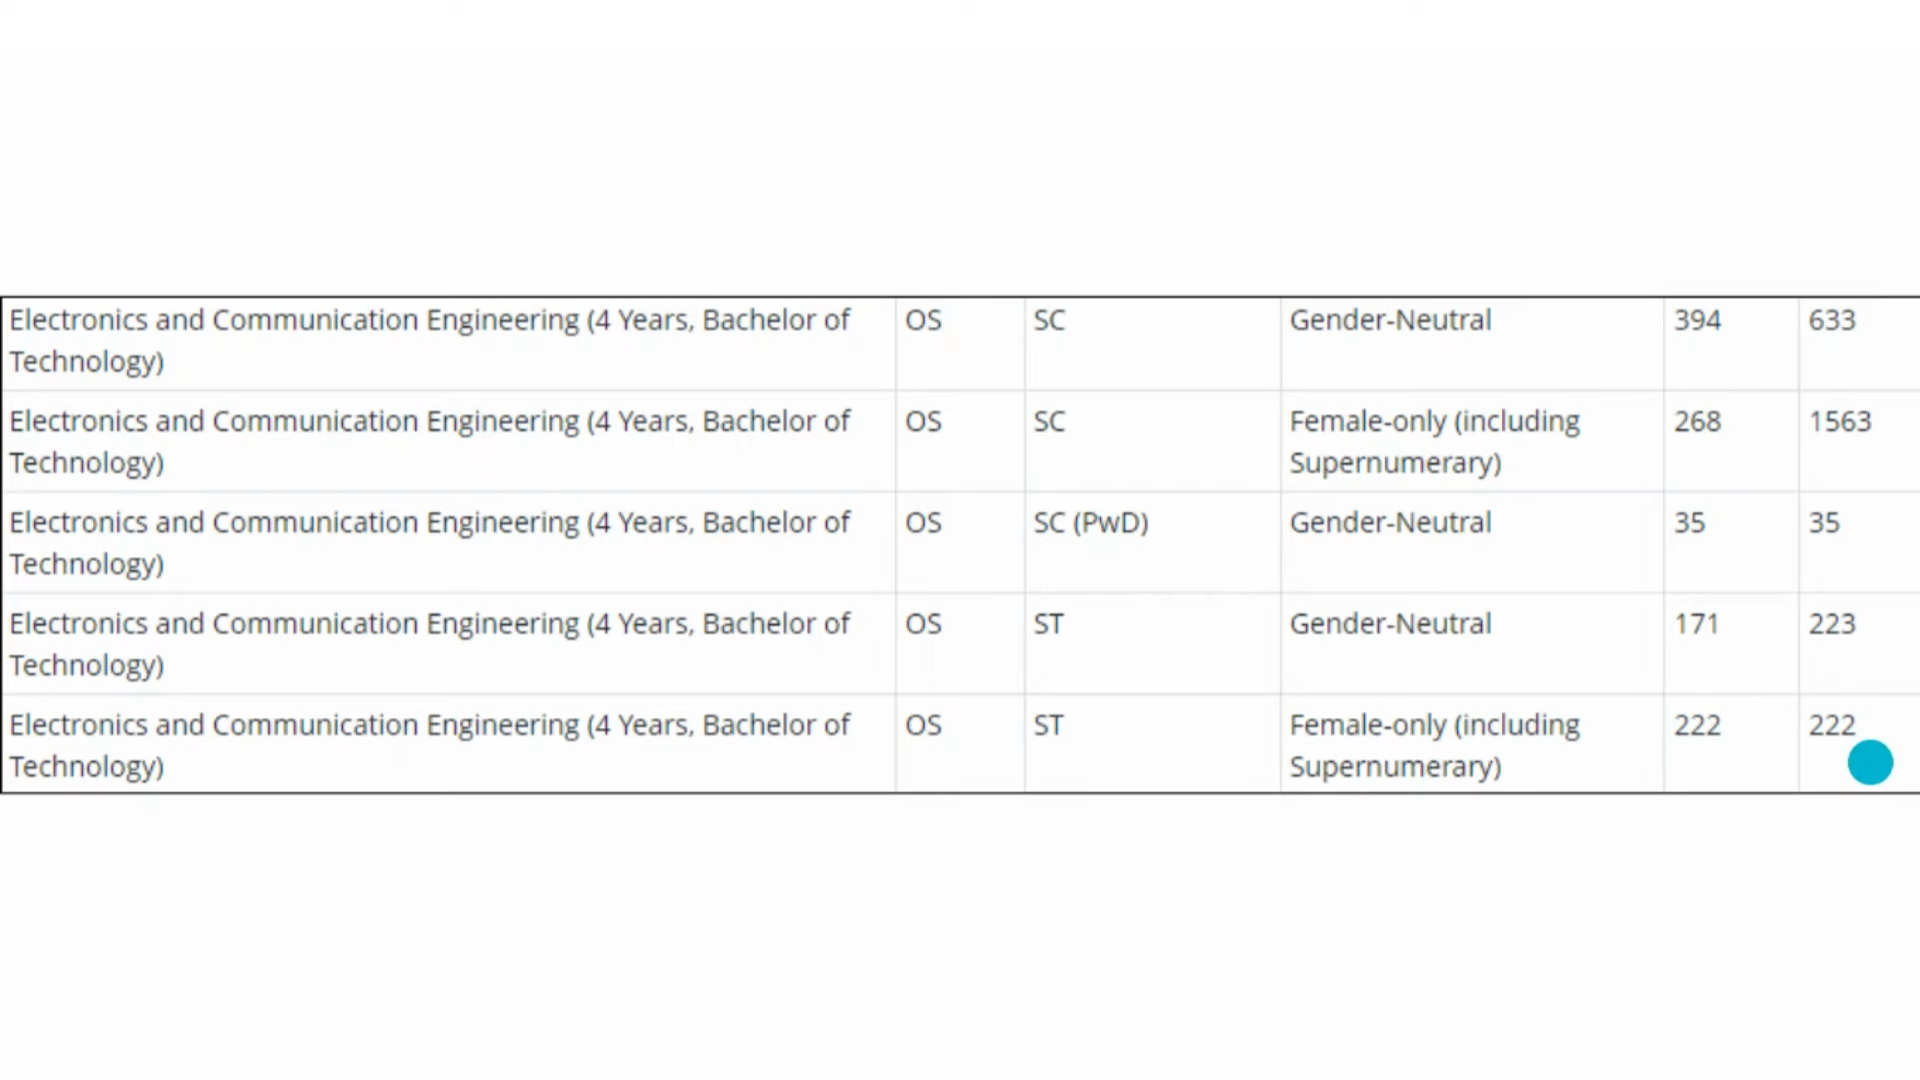 Electronics and Communication Engineering (4 Years, Bachelor of Technology) OS SC Gender-Neutral 394 633
Electronics and Communication Engineering (4 Years, Bachelor of Technology) OS SC Female-only (including Supernumerary) 268 1563
Electronics and Communication Engineering (4 Years, Bachelor of Technology) OS SC (PwD) Gender-Neutral 35 35
Electronics and Communication Engineering (4 Years, Bachelor of Technology) OS ST Gender-Neutral 171 223
Electronics and Communication Engineering (4 Years, Bachelor of Technology) OS ST Female-only (including Supernumerary) 222 222